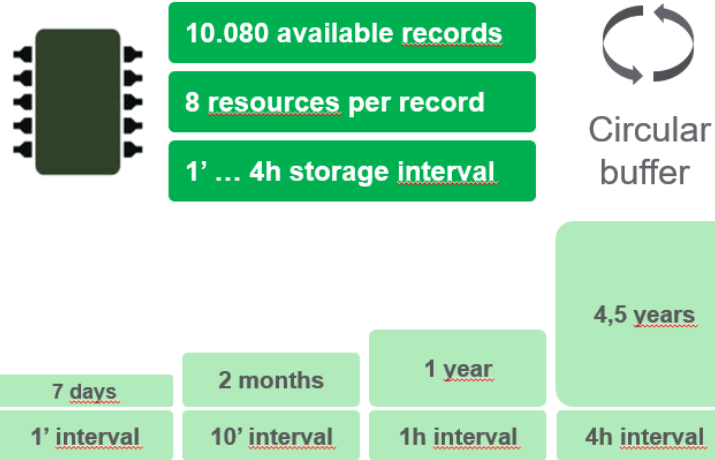 10.080 available records
8 resources per record
1’ … 4h storage interval
Circular
buffer
7 days
2 months
1 year
4,5 years
1’ interval
10’ interval
1h interval
4h interval